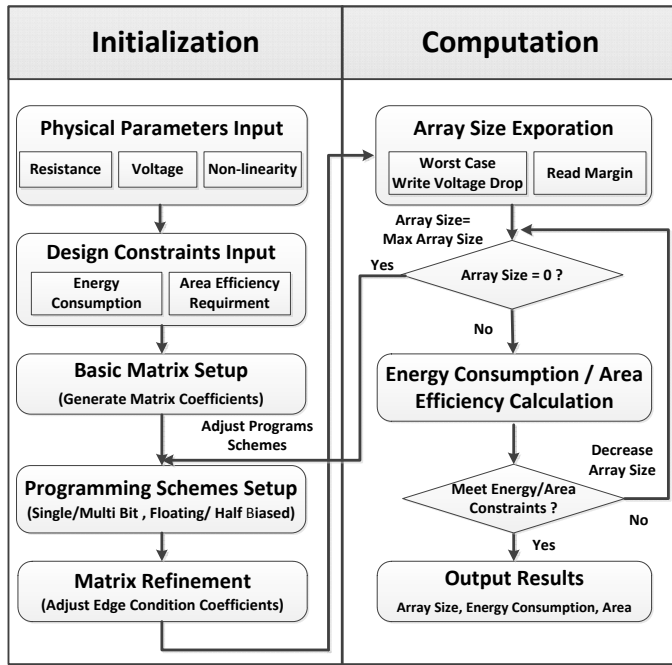 Initialization
Physical Parameters Input
Resistance
Voltage
Non-linearity
Design Constraints Input
Energy
Consumption
Area Efficiency
Requirment
Basic Matrix Setup
(Generate Matrix Coefficients)
Adjust Programs
Schemes
Programming Schemes Setup
(Single/Multi Bit , Floating/ Half Biased)
Matrix Refinement
(Adjust Edge Condition Coefficients)
Computation
Array Size Exporation
Worst Case
Write Voltage Drop
Read Margin
Array Size=
Max Array Size
Yes
Array Size = 0 ?
No
Energy Consumption / Area
Efficiency Calculation
Decrease
Array Size
Meet Energy/Area
Constraints ?
No
Yes
Output Results
Array Size, Energy Consumption, Area